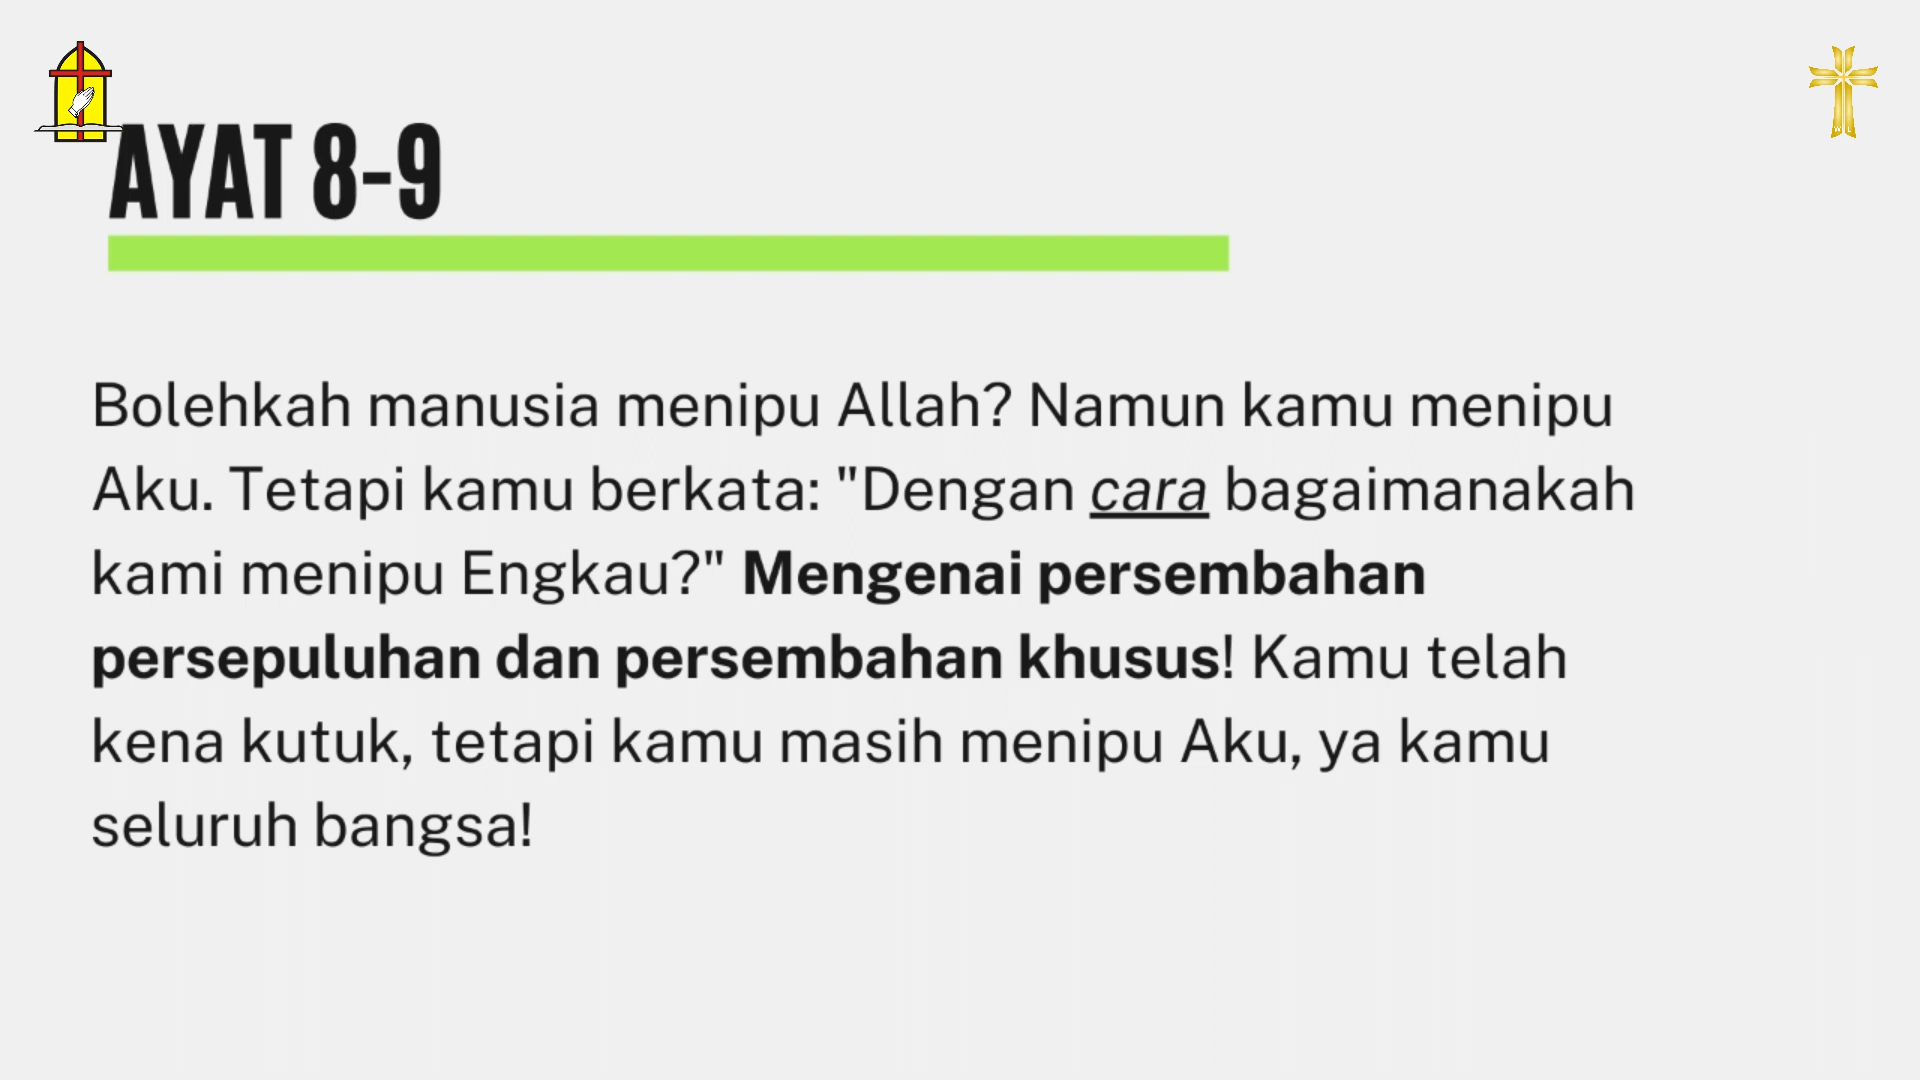 AYAT 8-9
Bolehkah manusia menipu Allah? Namun kamu menipu
Aku. Tetapi kamu berkata: "Dengan cara bagaimanakah
kami menipu Engkau?" Mengenai persembahan
persepuluhan dan persembahan khusus! Kamu telah
kena kutuk, tetapi kamu masih menipu Aku, ya kamu
seluruh bangsa!